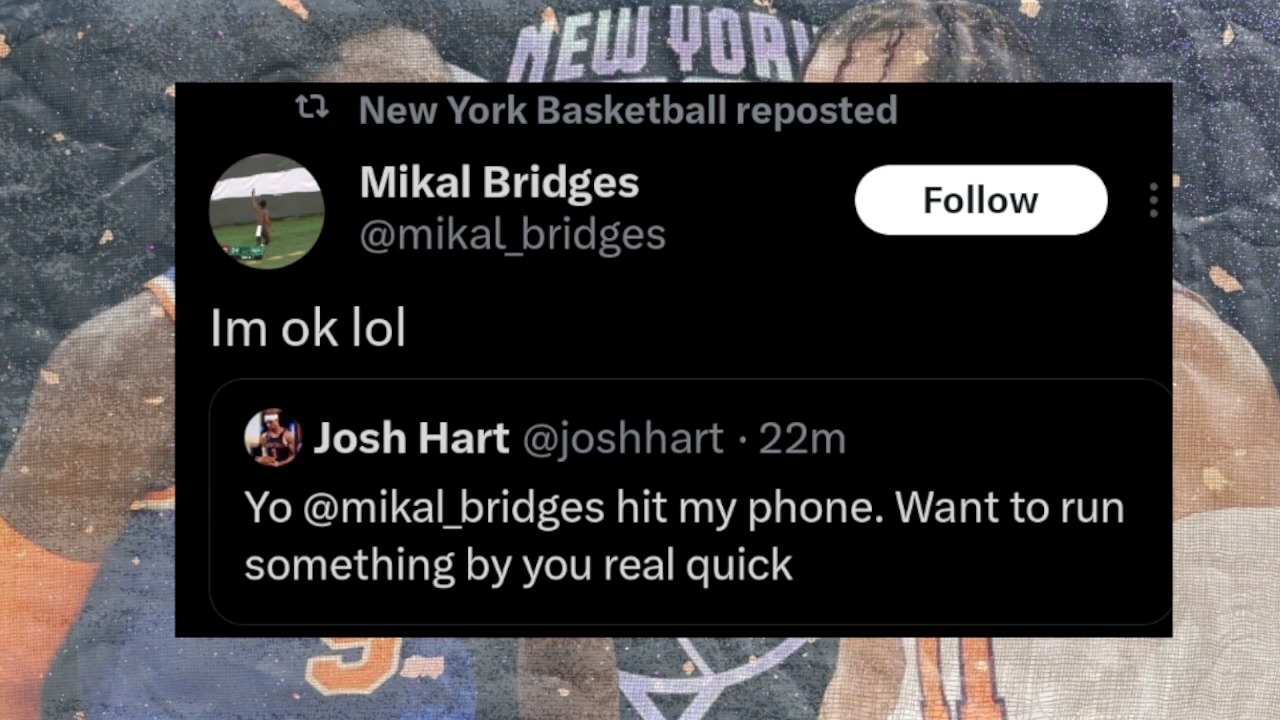 NEW YORK
New York Basketball reposted
Mikal Bridges
@mikal_bridges
Follow
Im ok lol
Josh Hart @joshhart · 22m
Yo @mikal_bridges hit my phone. Want to run
something by you real quick